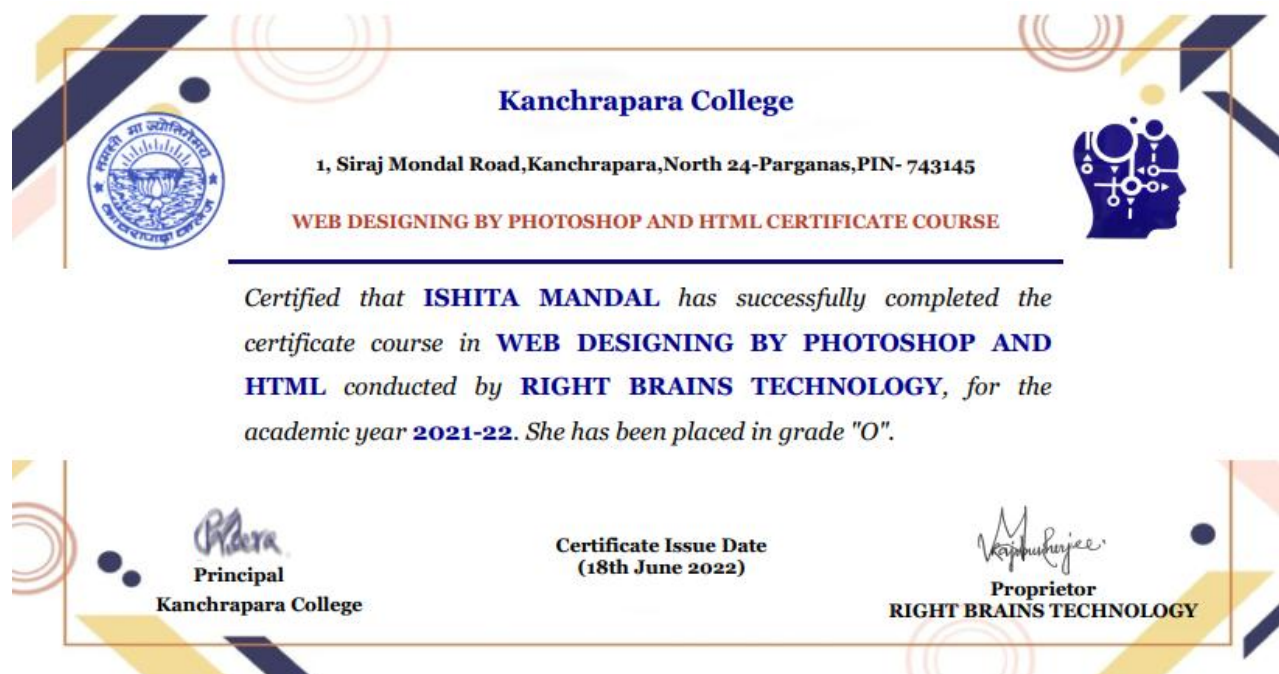 Kanchrapara College
तमसो मा ज्योतिर्गमय
1, Siraj Mondal Road,Kanchrapara,North 24-Parganas,PIN- 743145
WEB DESIGNING BY PHOTOSHOP AND HTML CERTIFICATE COURSE
Certified that ISHITA MANDAL has successfully completed the
certificate course in WEB DESIGNING BY PHOTOSHOP AND
HTML conducted by RIGHT BRAINS TECHNOLOGY, for the
academic year 2021-22. She has been placed in grade "O".
Certificate Issue Date
(18th June 2022)
Principal
Kanchrapara College
Proprietor
RIGHT BRAINS TECHNOLOGY